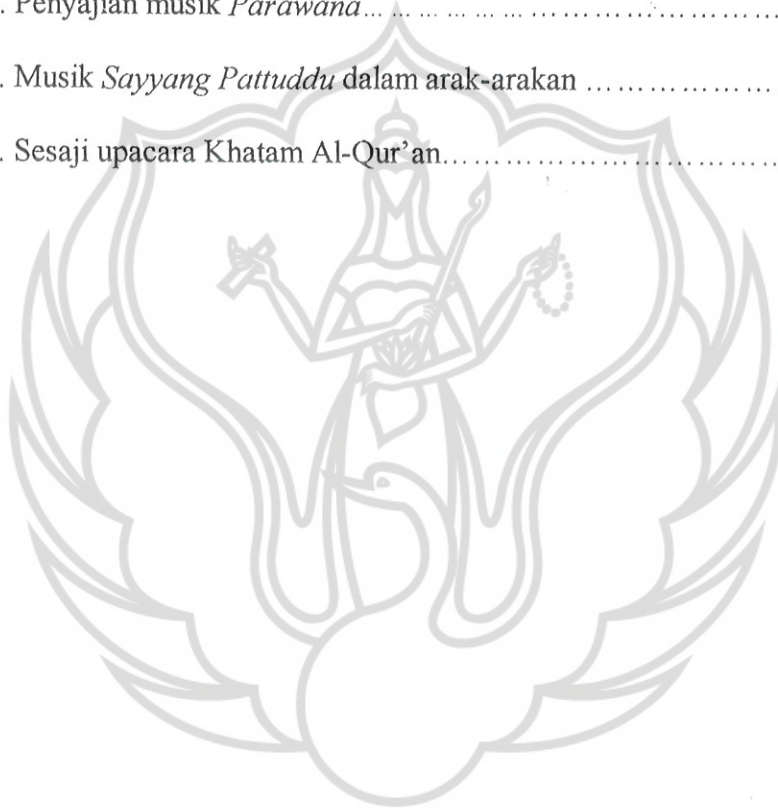 . Penyajian musik Parawana... ... ... ... ... ... ... ... ... ... ... ... ...
. Musik Sayyang Pattuddu dalam arak-arakan ... ... ... ... ... ...
. Sesaji upacara Khatam Al-Qur’an... ... ... ... ... ... ... ... ... ... ...